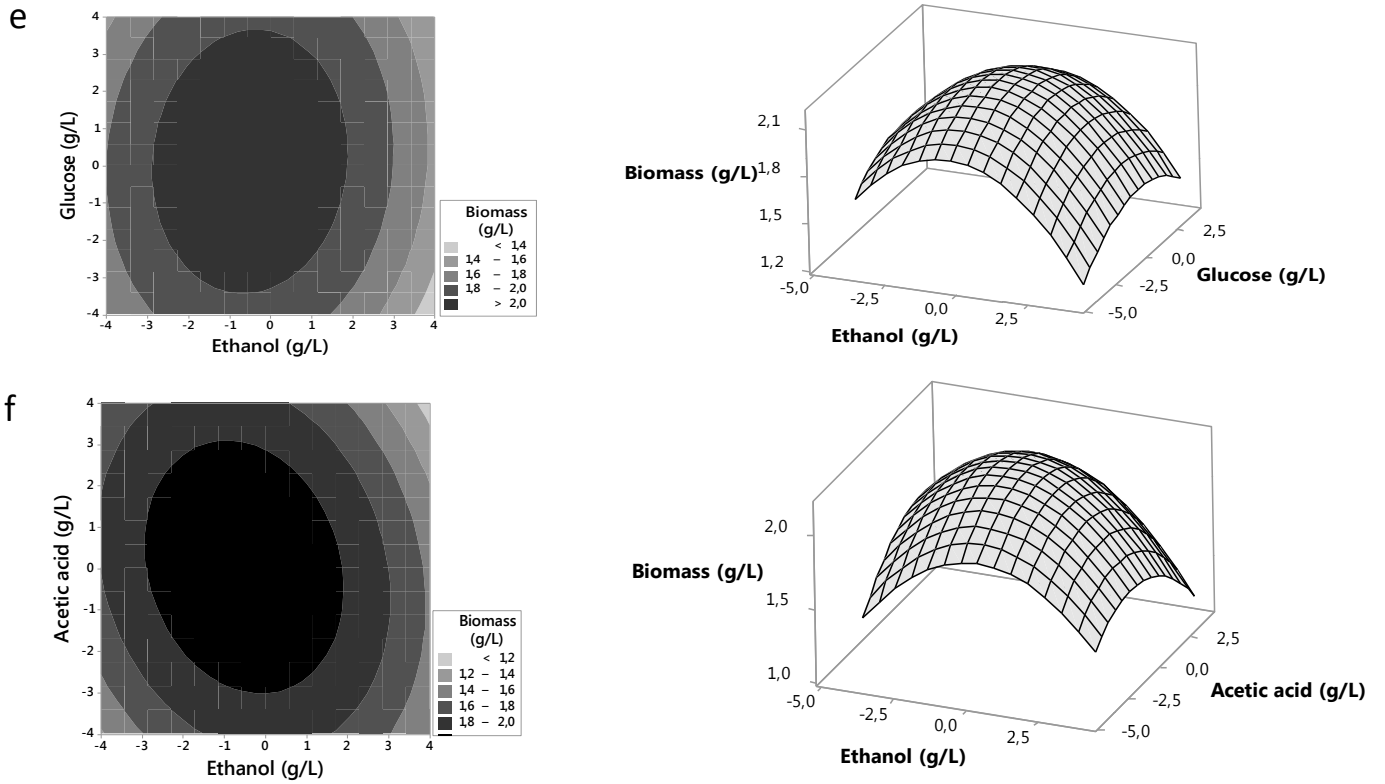 e
4
3
2
1
0
-1
-2
-3
-4
Glucose (g/L)
-4 -3 -2 -1 0 1 2 3 4
Ethanol (g/L)
Biomass
(g/L)
< 1,4
1,4 – 1,6
1,6 – 1,8
1,8 – 2,0
> 2,0
2,1
1,8
1,5
1,2
Biomass (g/L)
-5,0 -2,5 0,0 2,5
Ethanol (g/L)
-5,0 -2,5 0,0 2,5
Glucose (g/L)
f
4
3
2
1
0
-1
-2
-3
-4
Acetic acid (g/L)
-4 -3 -2 -1 0 1 2 3 4
Ethanol (g/L)
Biomass
(g/L)
< 1,2
1,2 – 1,4
1,4 – 1,6
1,6 – 1,8
1,8 – 2,0
2,0
1,5
1,0
Biomass (g/L)
-5,0 -2,5 0,0 2,5
Ethanol (g/L)
-5,0 -2,5 0,0 2,5
Acetic acid (g/L)